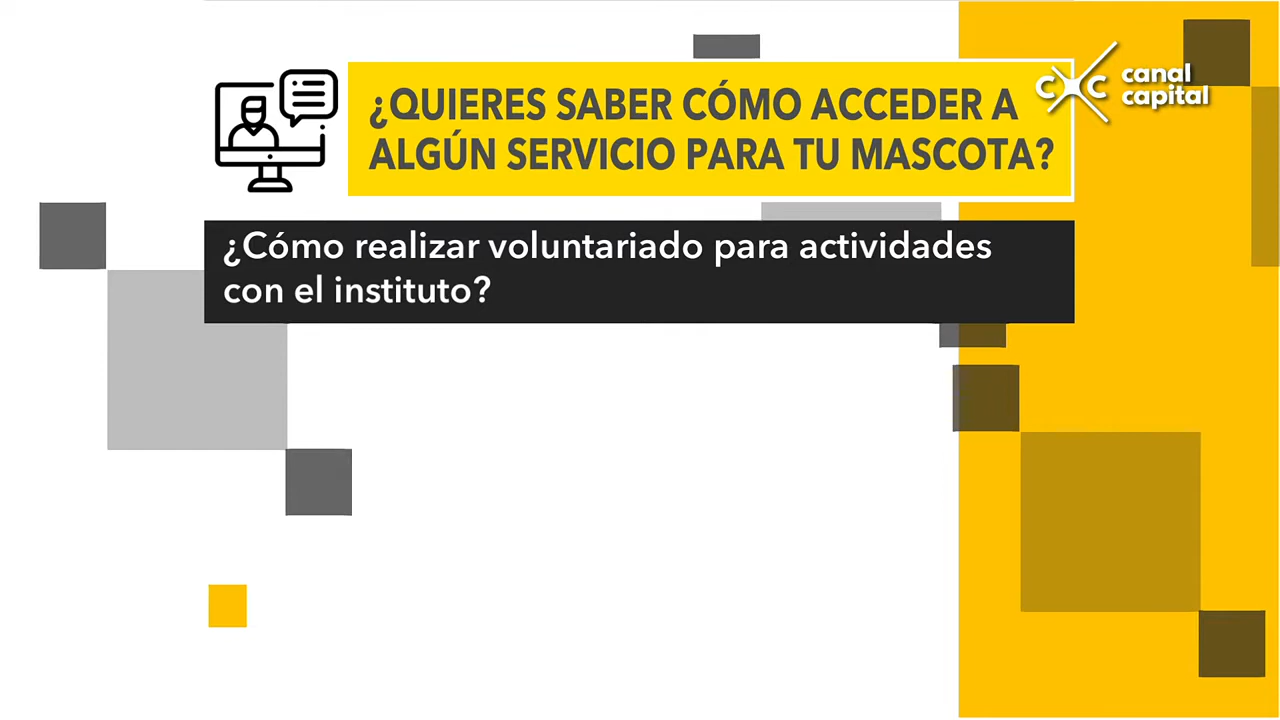 ¿QUIERES SABER CÓMO ACCEDER A
ALGÚN SERVICIO PARA TU MASCOTA?
CXC canal
capital
¿Cómo realizar voluntariado para actividades
con el instituto?